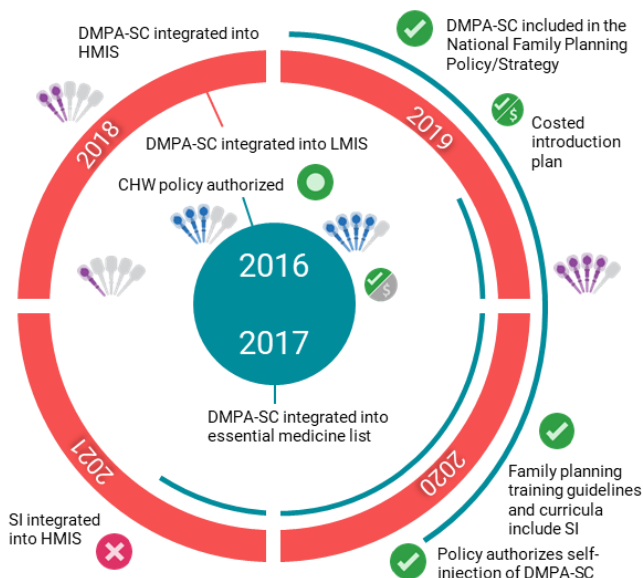 DMPA-SC integrated into
HMIS
DMPA-SC included in the
National Family Planning
Policy/Strategy
2018
2019
$
Costed
introduction
plan
DMPA-SC integrated into LMIS
CHW policy authorized
2016
$
2017
DMPA-SC integrated into
essential medicine list
2021
2020
SI integrated
into HMIS
Family planning
training guidelines
and curricula
include SI
Policy authorizes self-
injection of DMPA-SC